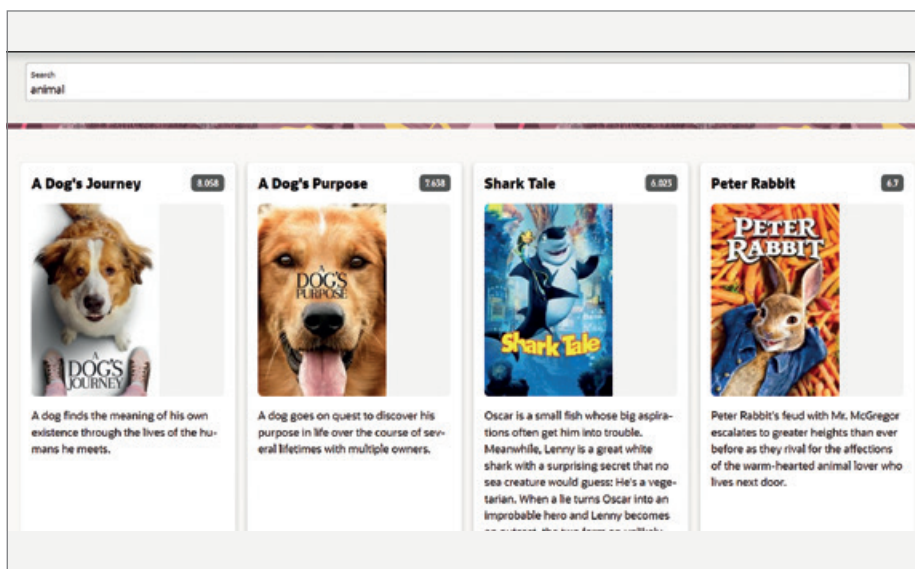 Search
animal
A Dog's Journey
8.058
A DOG'S
JOURNEY
A dog finds the meaning of his own
existence through the lives of the hu-
mans he meets.
A Dog's Purpose
7.638
A
DOG'S
PURPOSE
A dog goes on quest to discover his
purpose in life over the course of sev-
eral lifetimes with multiple owners.
Shark Tale
6.023
Shark Tale
Oscar is a small fish whose big aspira-
tions often get him into trouble.
Meanwhile, Lenny is a great white
shark with a surprising secret that no
sea creature would guess: He's a vege-
tarian. When a lie turns Oscar into an
improbable hero and Lenny becomes
Peter Rabbit
6.7
PETER
RABBIT
Peter Rabbit's feud with Mr. McGregor
escalates to greater heights than ever
before as they rival for the affections
of the warm-hearted animal lover who
lives next door.